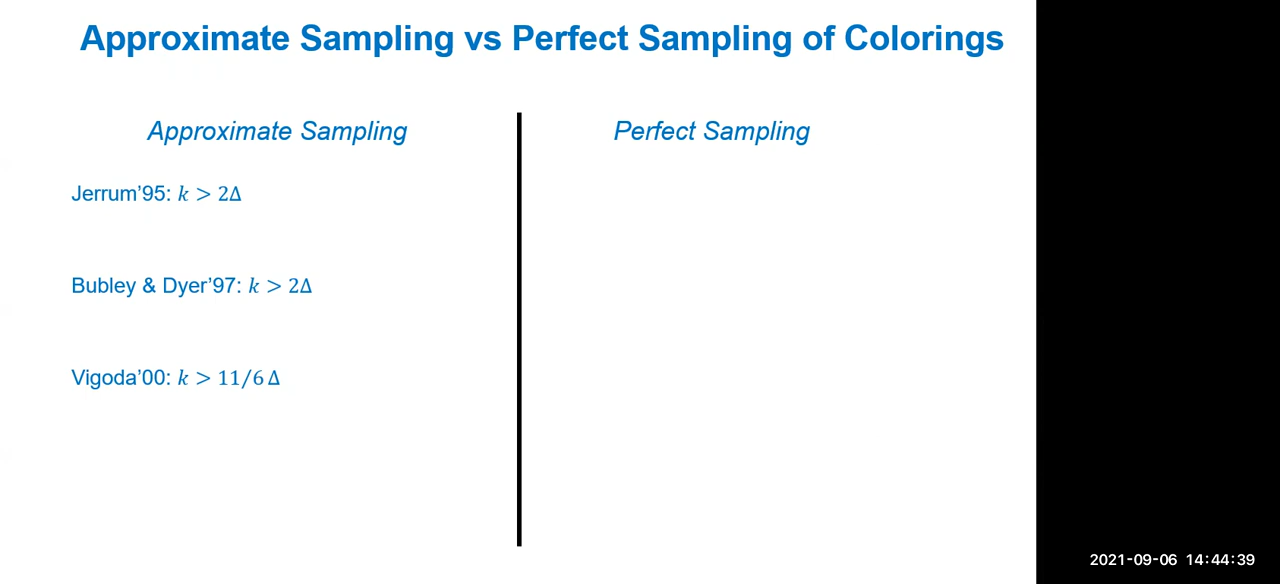 Approximate Sampling vs Perfect Sampling of Colorings
Approximate Sampling
Jerrum’95: k > 2Δ
Bubley & Dyer’97: k > 2Δ
Vigoda’00: k > 11/6 Δ
Perfect Sampling
2021-09-06 14:44:39